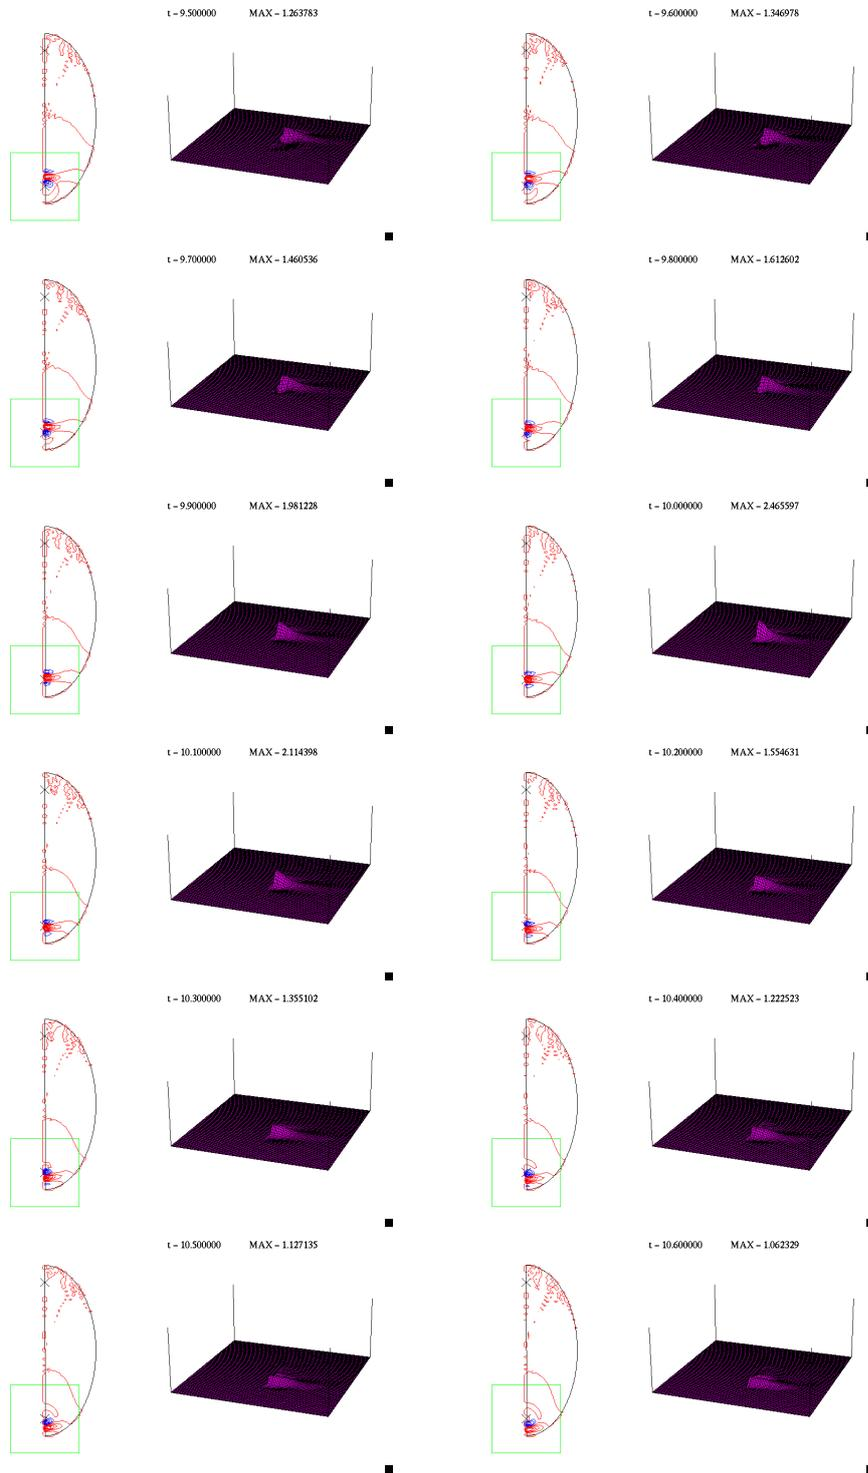 t - 9.500000 MAX - 1.263783
t - 9.600000 MAX - 1.346978
t - 9.700000 MAX - 1.460536
t - 9.800000 MAX - 1.612602
t - 9.900000 MAX - 1.981228
t - 10.000000 MAX - 2.465597
t - 10.100000 MAX - 2.114398
t - 10.200000 MAX - 1.554631
t - 10.300000 MAX - 1.355102
t - 10.400000 MAX - 1.222523
t - 10.500000 MAX - 1.127135
t - 10.600000 MAX - 1.062329